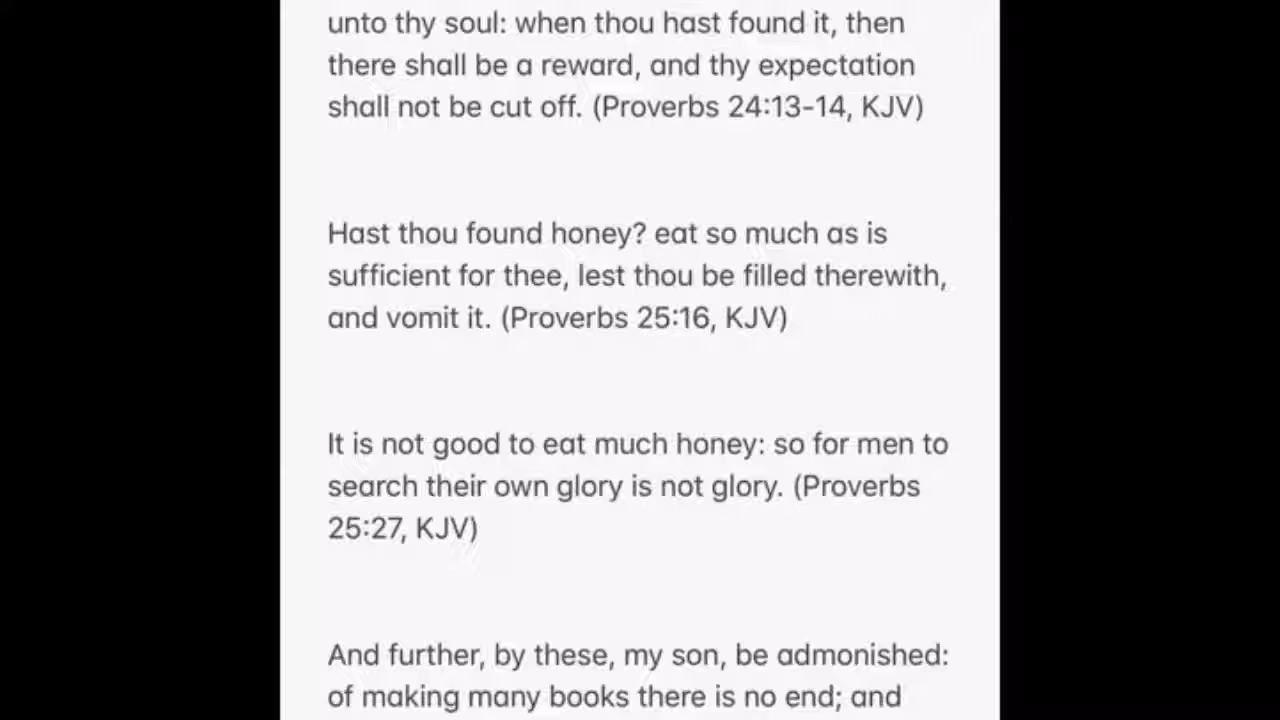 unto thy soul: when thou hast found it, then
there shall be a reward, and thy expectation
shall not be cut off. (Proverbs 24:13-14, KJV)
Hast thou found honey? eat so much as is
sufficient for thee, lest thou be filled therewith,
and vomit it. (Proverbs 25:16, KJV)
It is not good to eat much honey: so for men to
search their own glory is not glory. (Proverbs
25:27, KJV)
And further, by these, my son, be admonished:
of making many books there is no end; and